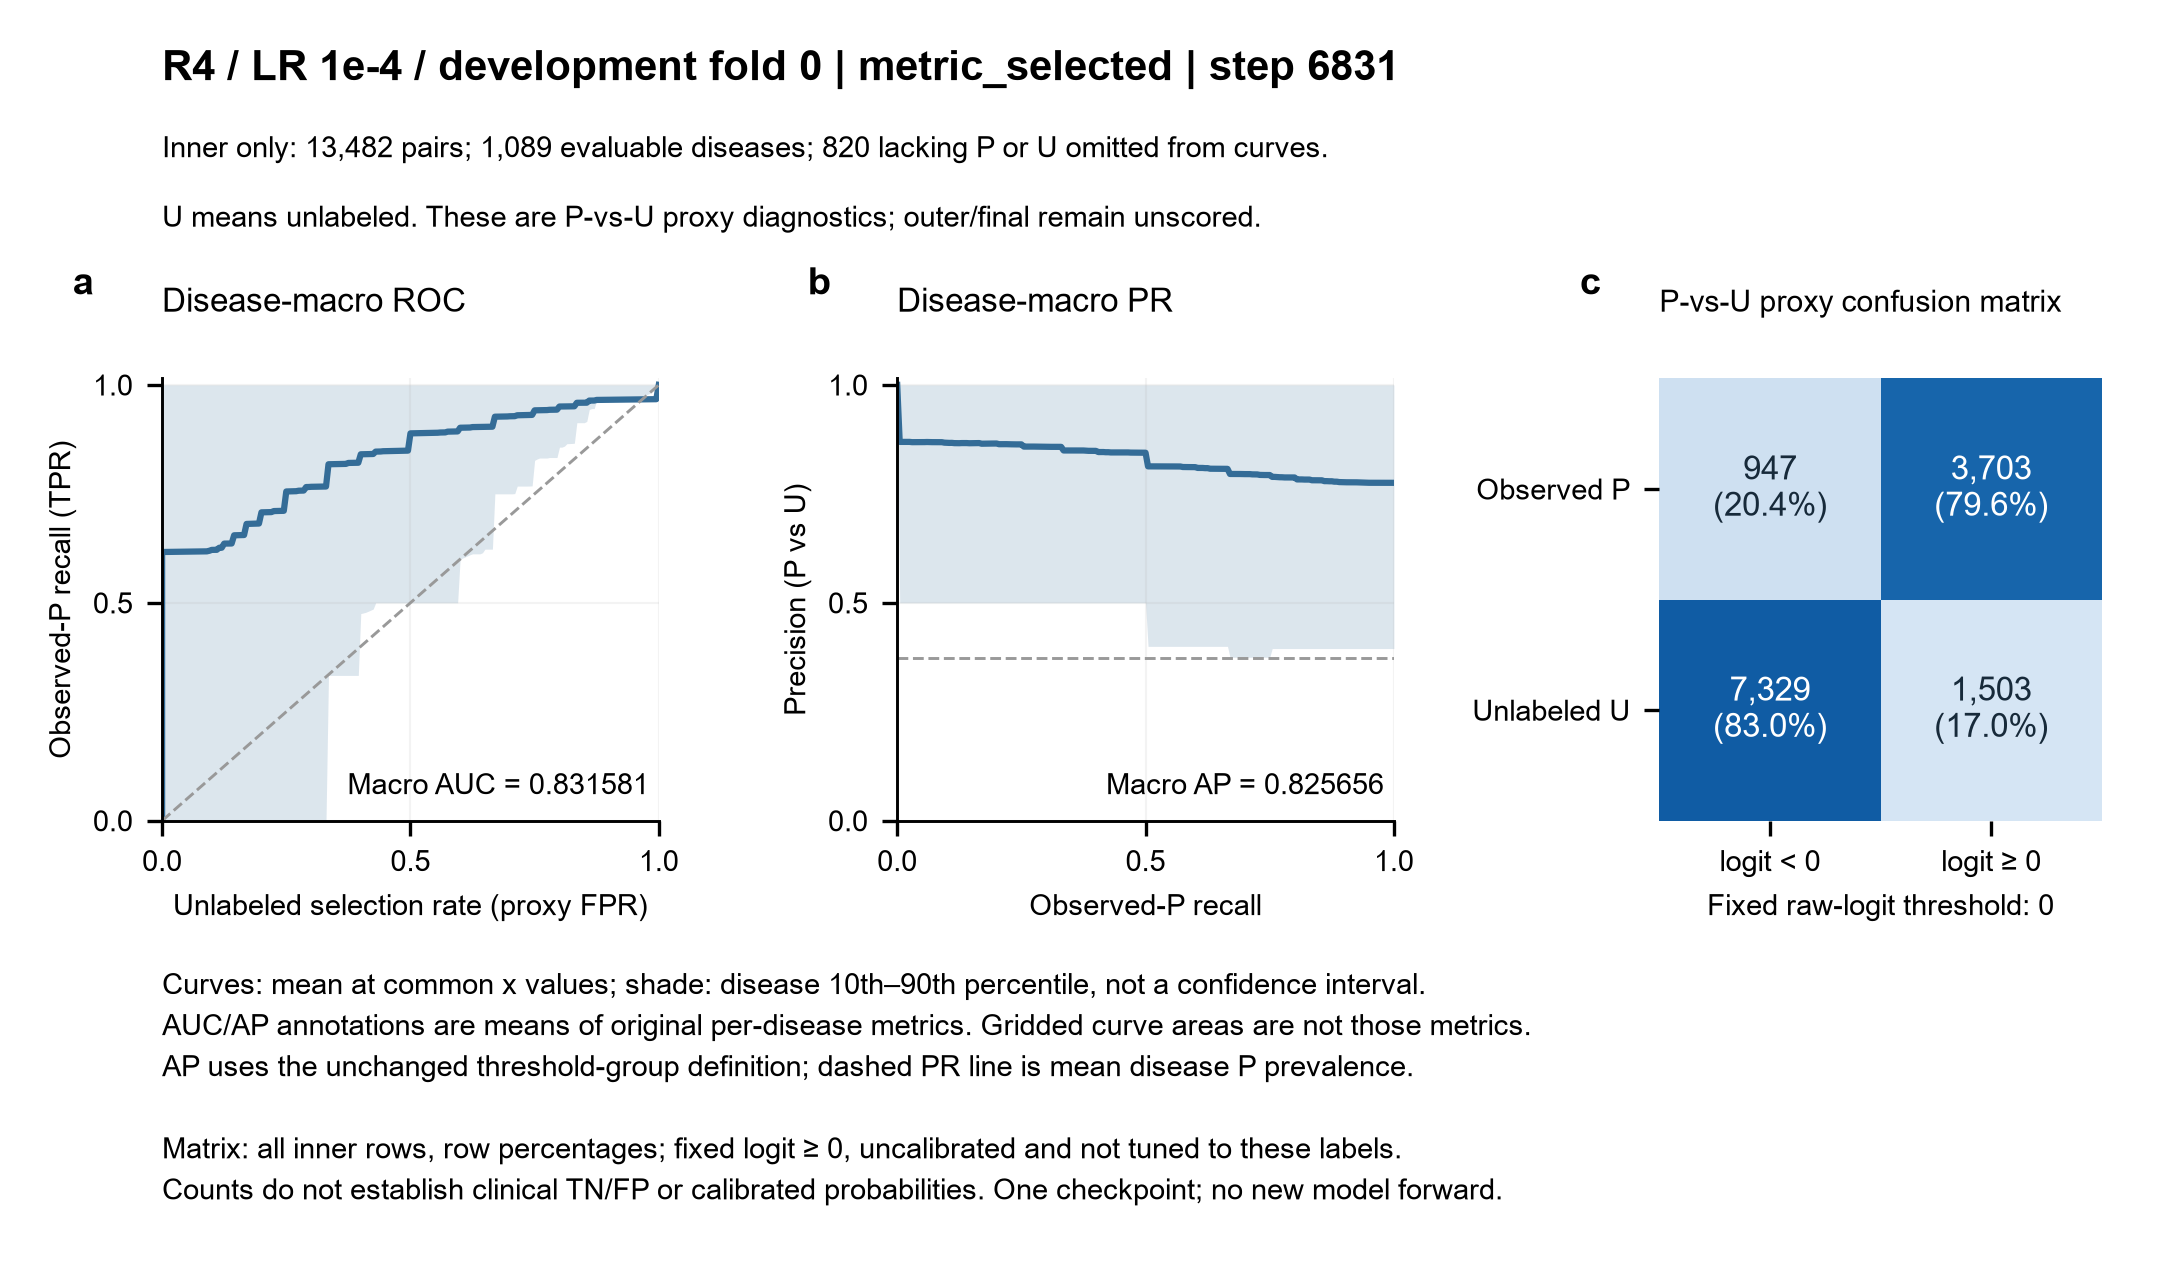 R4 / LR 1e-4 / development fold 0 | metric_selected | step 6831
Inner only: 13,482 pairs; 1,089 evaluable diseases; 820 lacking P or U omitted from curves.
U means unlabeled. These are P-vs-U proxy diagnostics; outer/final remain unscored.
a
Disease-macro ROC
1.0
0.5
0.0
Observed-P recall (TPR)
Macro AUC = 0.831581
0.0
0.5
1.0
Unlabeled selection rate (proxy FPR)
b
Disease-macro PR
1.0
0.5
0.0
Precision (P vs U)
Macro AP = 0.825656
0.0
0.5
1.0
Observed-P recall
c
P-vs-U proxy confusion matrix
Observed P
947
(20.4%)
3,703
(79.6%)
Unlabeled U
7,329
(83.0%)
1,503
(17.0%)
logit < 0
logit ≥ 0
Fixed raw-logit threshold: 0
Curves: mean at common x values; shade: disease 10th–90th percentile, not a confidence interval.
AUC/AP annotations are means of original per-disease metrics. Gridded curve areas are not those metrics.
AP uses the unchanged threshold-group definition; dashed PR line is mean disease P prevalence.
Matrix: all inner rows, row percentages; fixed logit ≥ 0, uncalibrated and not tuned to these labels.
Counts do not establish clinical TN/FP or calibrated probabilities. One checkpoint; no new model forward.